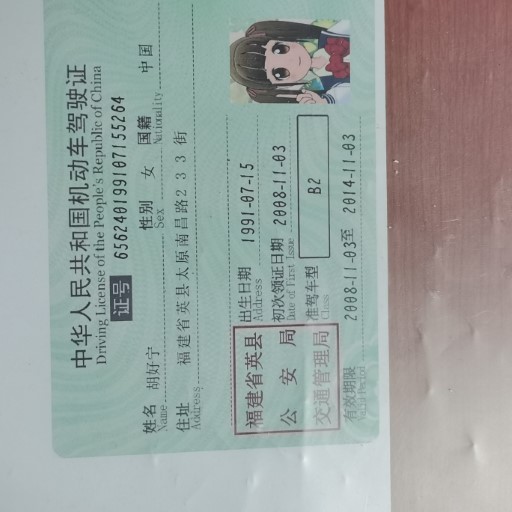 中华人民共和国机动车驾驶证
Driving License of the People's Republic of China
证号 656240199107155264
姓名 胡好宁 性别 女 国籍 中国
Name Sex Nationality
住址 福建省英县太原南昌路233街
Address
福建省英县
公安局
交通管理局
出生日期 1991-07-15
Address
初次领证日期 2008-11-03
Date of First Issue
准驾车型 B2
Class
有效期限 2008-11-03至 2014-11-03
Valid Period